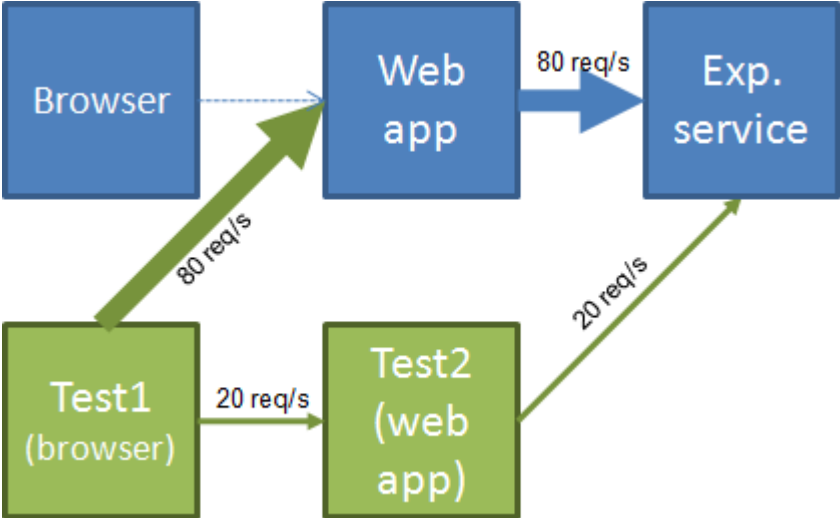 Browser
Web
app
80 req/s
Exp.
service
80 req/s
20 req/s
Test1
(browser)
20 req/s
Test2
(web
app)